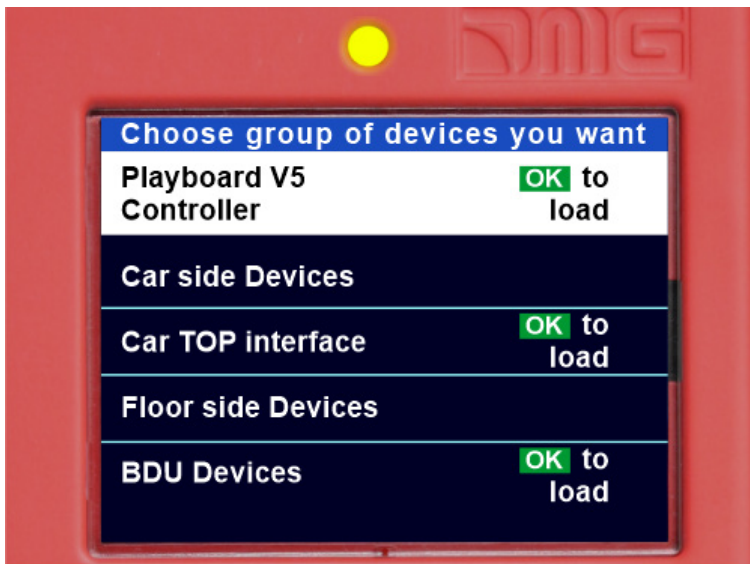 DMG
Choose group of devices you want
Playboard V5 OK to
Controller load
Car side Devices
Car TOP interface OK to
load
Floor side Devices
BDU Devices OK to
load